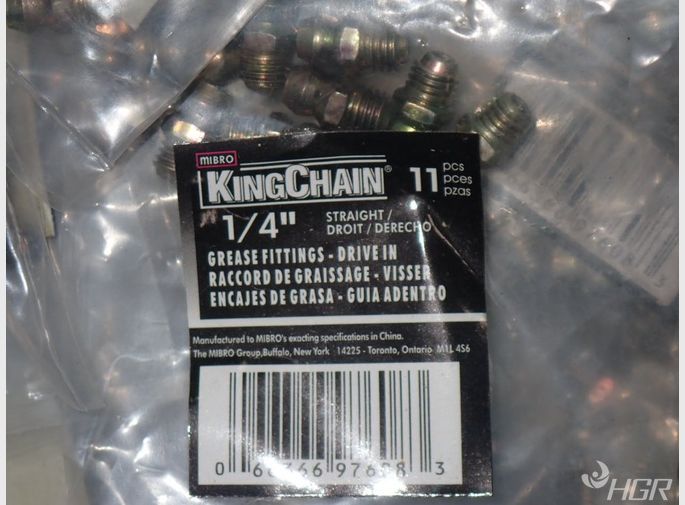 MIBRO
KINGCHAIN®
11 pcs
pces
pzas
1/4"
STRAIGHT /
DROIT / DERECHO
GREASE FITTINGS - DRIVE IN
RACCORD DE GRAISSAGE - VISSER
ENCAJES DE GRASA - GUIA ADENTRO
Manufactured to MIBRO's exacting specifications in China.
The MIBRO Group, Buffalo, New York 14225 - Toronto, Ontario M1L 4S6
HGR